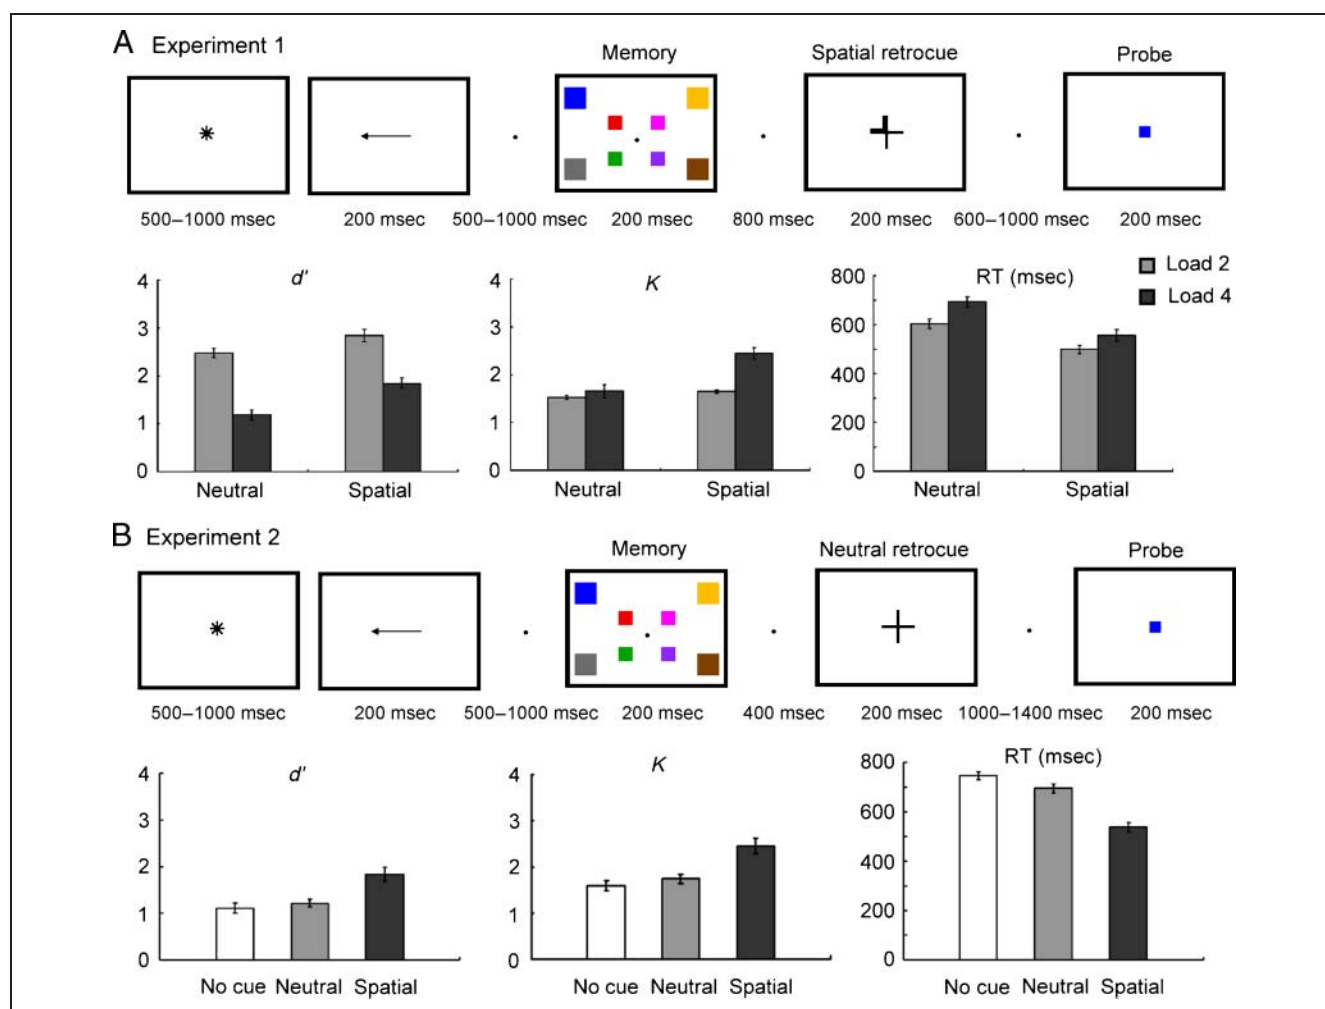 A Experiment 1
Memory Spatial retrocue Probe
500–1000 msec 200 msec 500–1000 msec 200 msec 800 msec 200 msec 600–1000 msec 200 msec
d' K RT (msec)
Load 2
Load 4
4 4 800
3 3 600
2 2 400
1 1 200
0 0 0
Neutral Spatial Neutral Spatial Neutral Spatial
B Experiment 2
Memory Neutral retrocue Probe
500–1000 msec 200 msec 500–1000 msec 200 msec 400 msec 200 msec 1000–1400 msec 200 msec
d' K RT (msec)
4 4 800
3 3 600
2 2 400
1 1 200
0 0 0
No cue Neutral Spatial No cue Neutral Spatial No cue Neutral Spatial